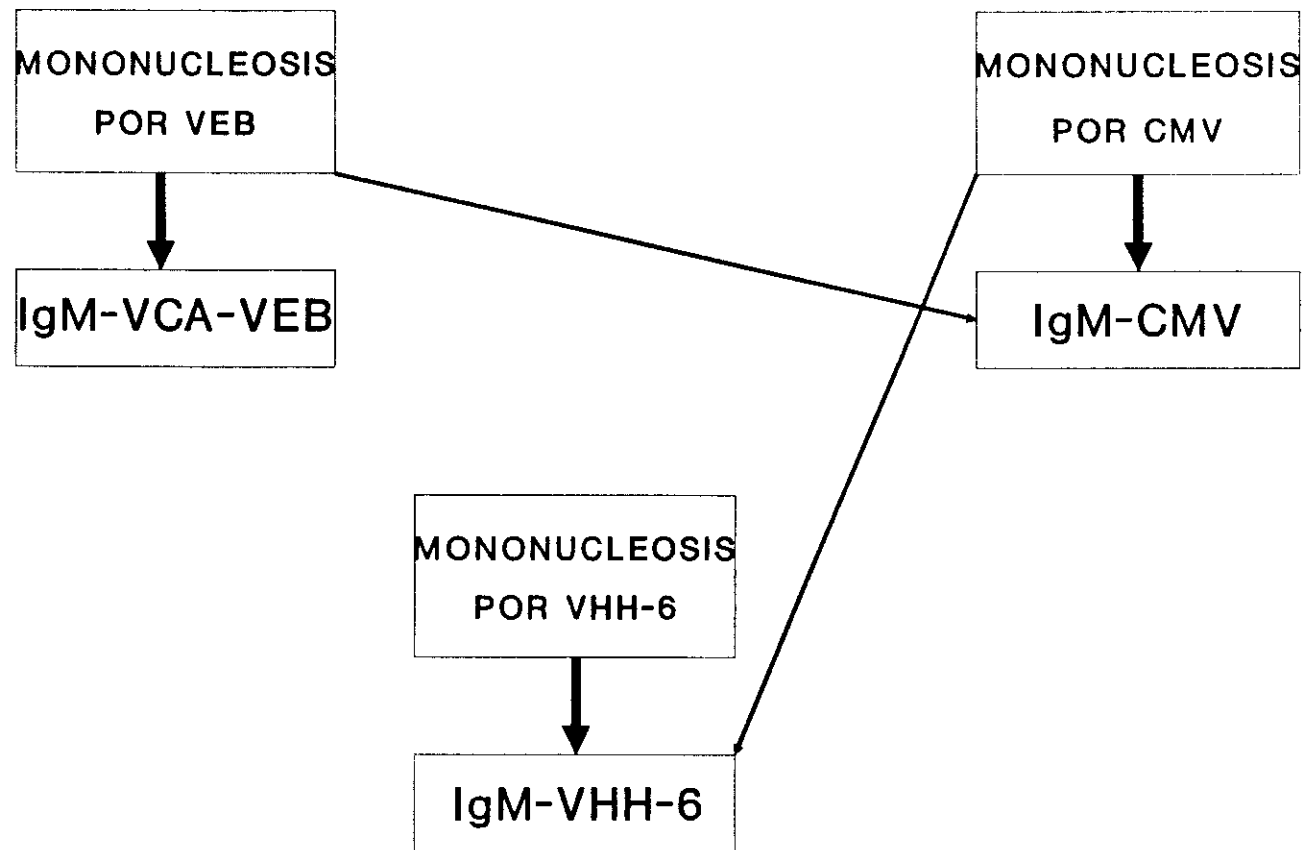 MONONUCLEOSIS
POR VEB
MONONUCLEOSIS
POR CMV
IgM-VCA-VEB
IgM-CMV
MONONUCLEOSIS
POR VHH-6
IgM-VHH-6